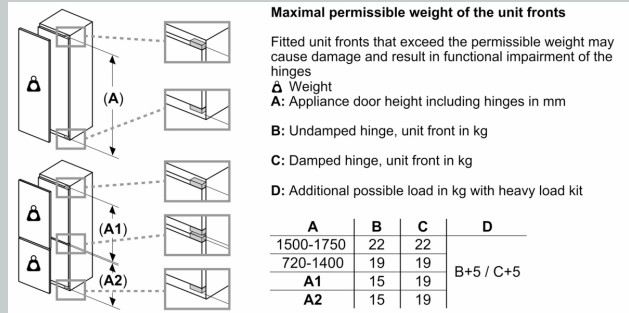 Maximal permissible weight of the unit fronts
Fitted unit fronts that exceed the permissible weight may
cause damage and result in functional impairment of the
hinges
Weight
A: Appliance door height including hinges in mm
B: Undamped hinge, unit front in kg
C: Damped hinge, unit front in kg
D: Additional possible load in kg with heavy load kit
(A)
(A1)
(A2)
A B C D
1500-1750 22 22
720-1400 19 19
A1 15 19
A2 15 19
B+5 / C+5